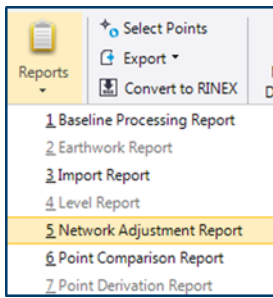 Select Points
Reports
Export
Convert to RINEX
D
1 Baseline Processing Report
2 Earthwork Report
3 Import Report
4 Level Report
5 Network Adjustment Report
6 Point Comparison Report
7 Point Derivation Report